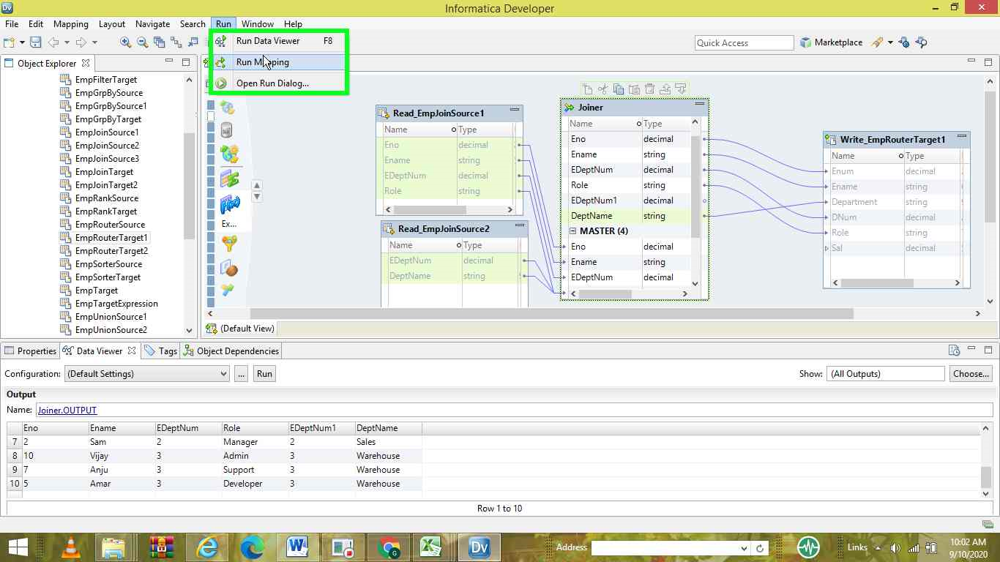 Dv
Informatica Developer
File Edit Mapping Layout Navigate Search Run Window Help
Run Data Viewer F8
Run Mapping
Open Run Dialog...
Quick Access
Marketplace
Object Explorer
EmpFilterTarget
EmpGrpBySource
EmpGrpBySource1
EmpGrpByTarget
EmpJoinSource1
EmpJoinSource2
EmpJoinSource3
EmpJoinTarget
EmpJoinTarget2
EmpRankSource
EmpRankTarget
EmpRouterSource
EmpRouterTarget1
EmpRouterTarget2
EmpSorterSource
EmpSorterTarget
EmpTarget
EmpTargetExpression
EmpUnionSource1
EmpUnionSource2
Ex...
Read_EmpJoinSource1
Name Type
Eno decimal
Ename string
EDeptNum decimal
Role string
Read_EmpJoinSource2
Name Type
EDeptNum decimal
DeptName string
Joiner
Name Type
Eno decimal
Ename string
EDeptNum decimal
Role string
EDeptNum1 decimal
DeptName string
MASTER (4)
Eno decimal
Ename string
EDeptNum decimal
Write_EmpRouterTarget1
Name Type
Enum decimal
Ename string
Department string
DNum decimal
Role string
Sal decimal
(Default View)
Properties Data Viewer Tags Object Dependencies
Configuration: (Default Settings) ... Run Show: (All Outputs) Choose...
Output
Name: Joiner.OUTPUT
Eno Ename EDeptNum Role EDeptNum1 DeptName
7 2 Sam 2 Manager 2 Sales
8 10 Vijay 3 Admin 3 Warehouse
9 7 Anju 3 Support 3 Warehouse
10 5 Amar 3 Developer 3 Warehouse
Row 1 to 10
Dv
Address
Links
10:02 AM
9/10/2020